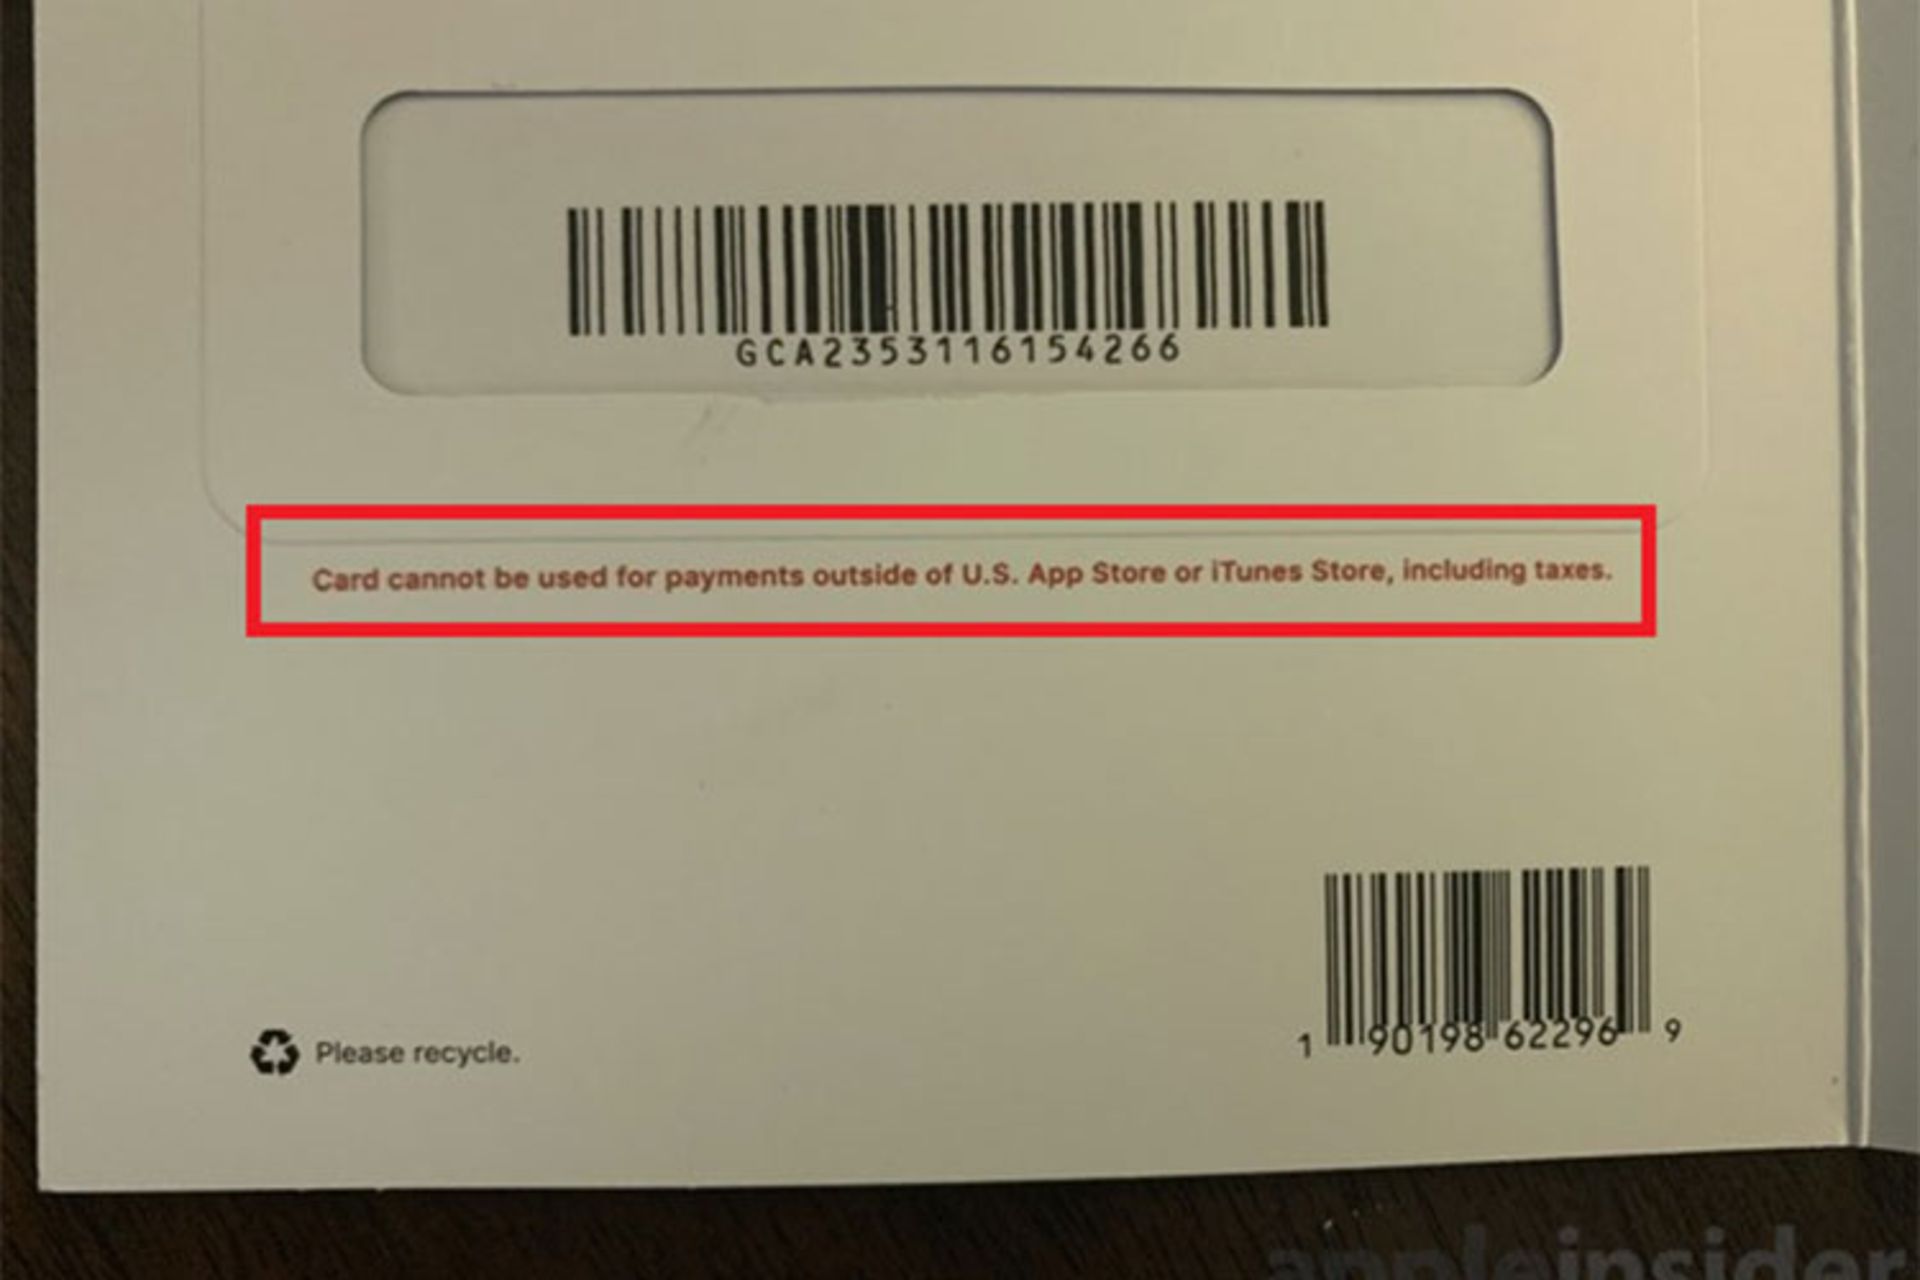 GCA2353116154266
Card cannot be used for payments outside of U.S. App Store or iTunes Store, including taxes.
Please recycle.
1 90198 62296 9
appleinsider